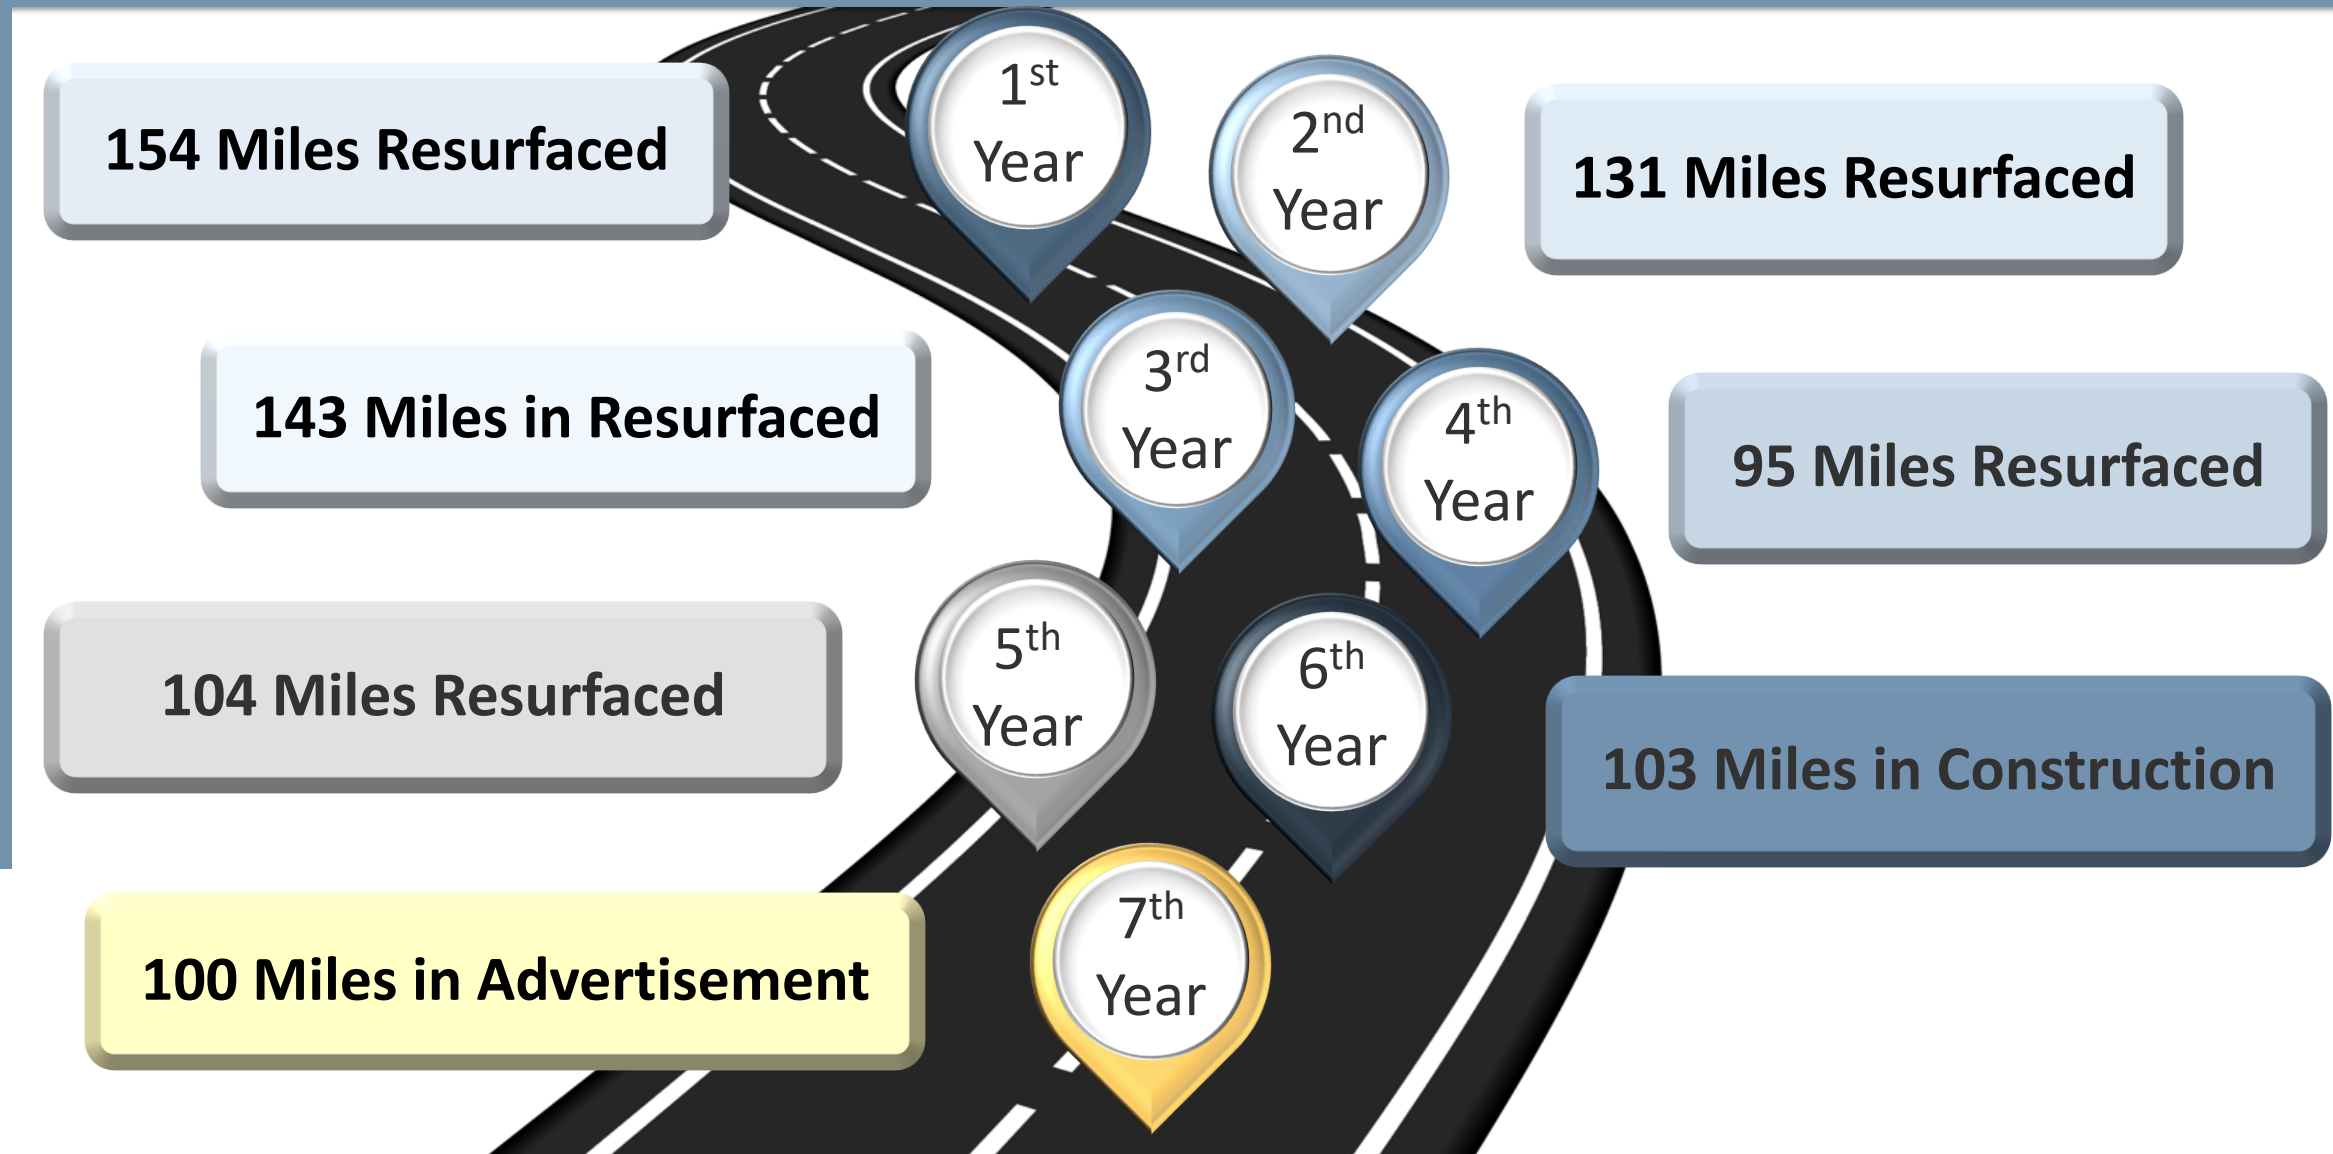 154 Miles Resurfaced
1st
Year
2nd
Year
131 Miles Resurfaced
143 Miles in Resurfaced
3rd
Year
4th
Year
95 Miles Resurfaced
104 Miles Resurfaced
5th
Year
6th
Year
103 Miles in Construction
100 Miles in Advertisement
7th
Year